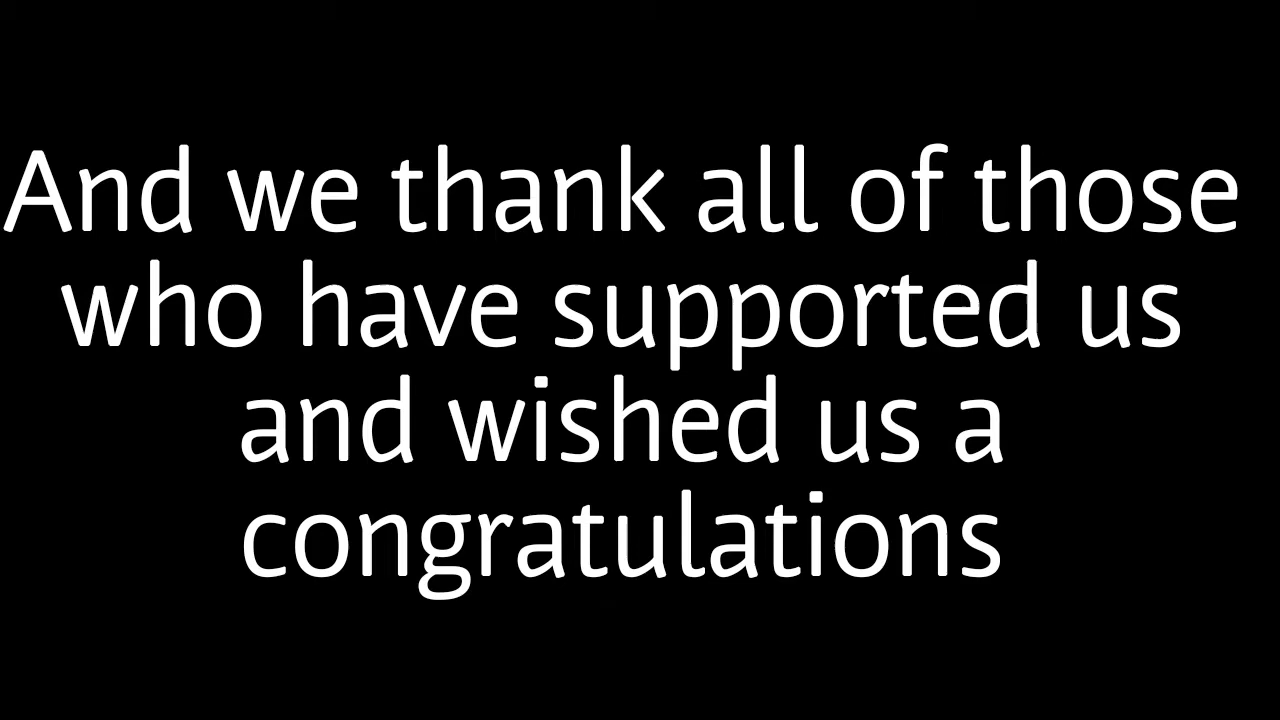 And we thank all of those
who have supported us
and wished us a
congratulations